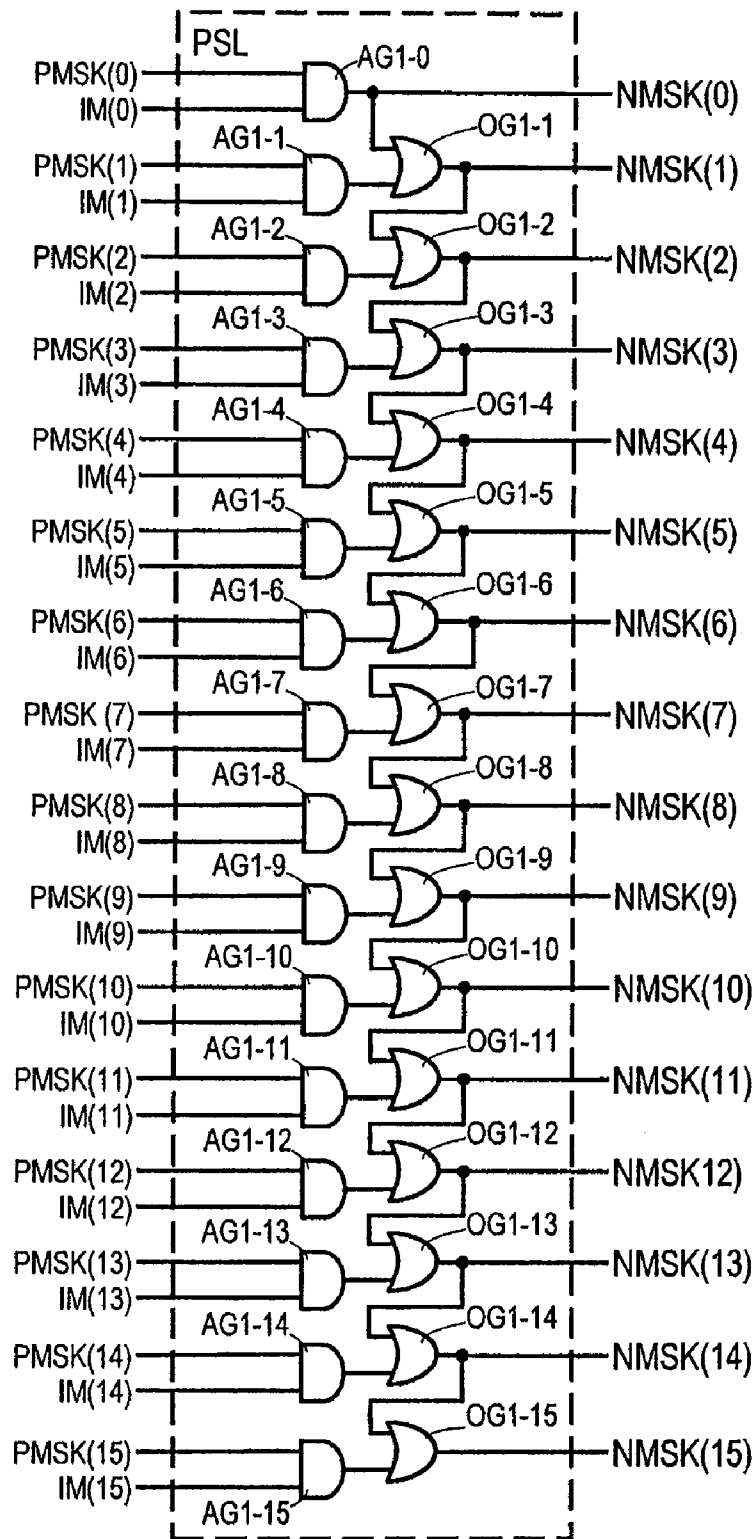 PSL
AG1-0
PMSK(0)
IM(0)
NMSK(0)
AG1-1
OG1-1
PMSK(1)
IM(1)
NMSK(1)
AG1-2
OG1-2
PMSK(2)
IM(2)
NMSK(2)
AG1-3
OG1-3
PMSK(3)
IM(3)
NMSK(3)
AG1-4
OG1-4
PMSK(4)
IM(4)
NMSK(4)
AG1-5
OG1-5
PMSK(5)
IM(5)
NMSK(5)
AG1-6
OG1-6
PMSK(6)
IM(6)
NMSK(6)
AG1-7
OG1-7
PMSK (7)
IM(7)
NMSK(7)
AG1-8
OG1-8
PMSK(8)
IM(8)
NMSK(8)
AG1-9
OG1-9
PMSK(9)
IM(9)
NMSK(9)
AG1-10
OG1-10
PMSK(10)
IM(10)
NMSK(10)
AG1-11
OG1-11
PMSK(11)
IM(11)
NMSK(11)
AG1-12
OG1-12
PMSK(12)
IM(12)
NMSK12)
AG1-13
OG1-13
PMSK(13)
IM(13)
NMSK(13)
AG1-14
OG1-14
PMSK(14)
IM(14)
NMSK(14)
OG1-15
PMSK(15)
IM(15)
NMSK(15)
AG1-15